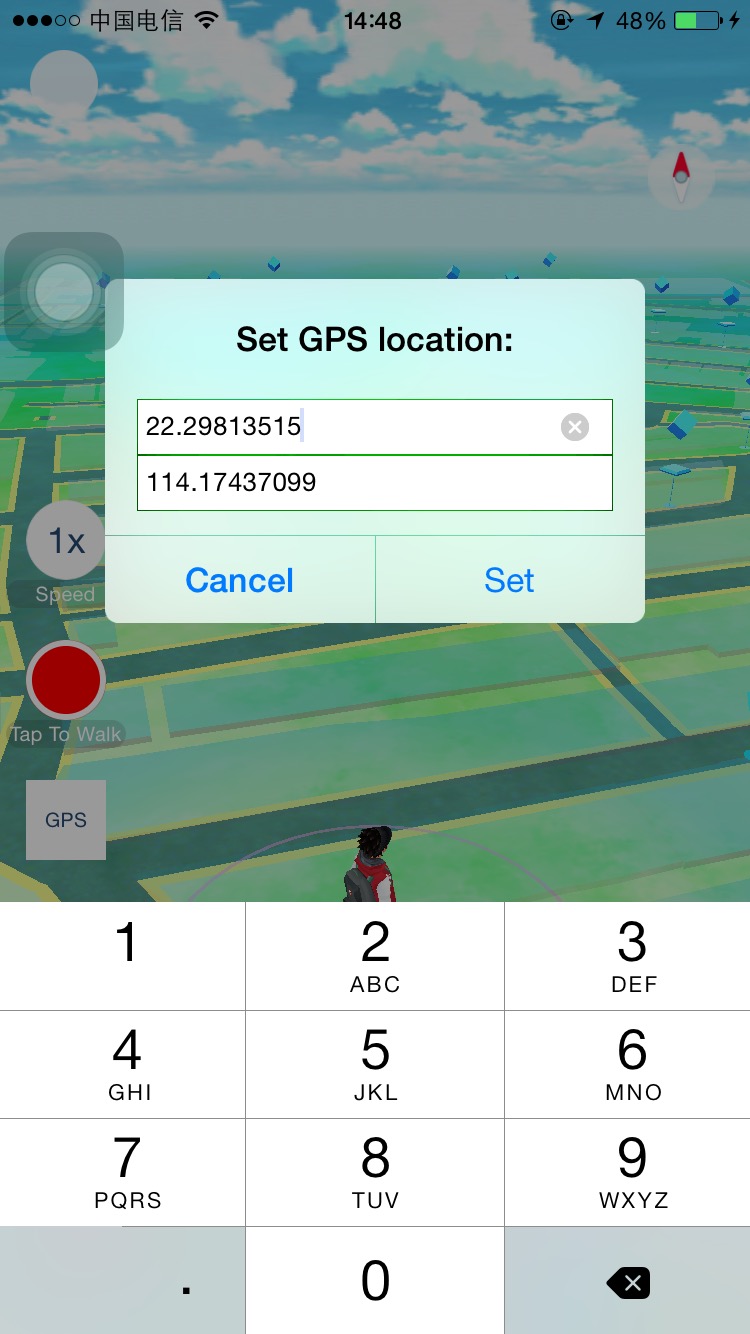 中国电信 14:48 48%
Set GPS location:
22.29813515
114.17437099
Cancel Set
1x
Speed
Tap To Walk
GPS
1 2 3
ABC DEF
4 5 6
GHI JKL MNO
7 8 9
PQRS TUV WXYZ
. 0